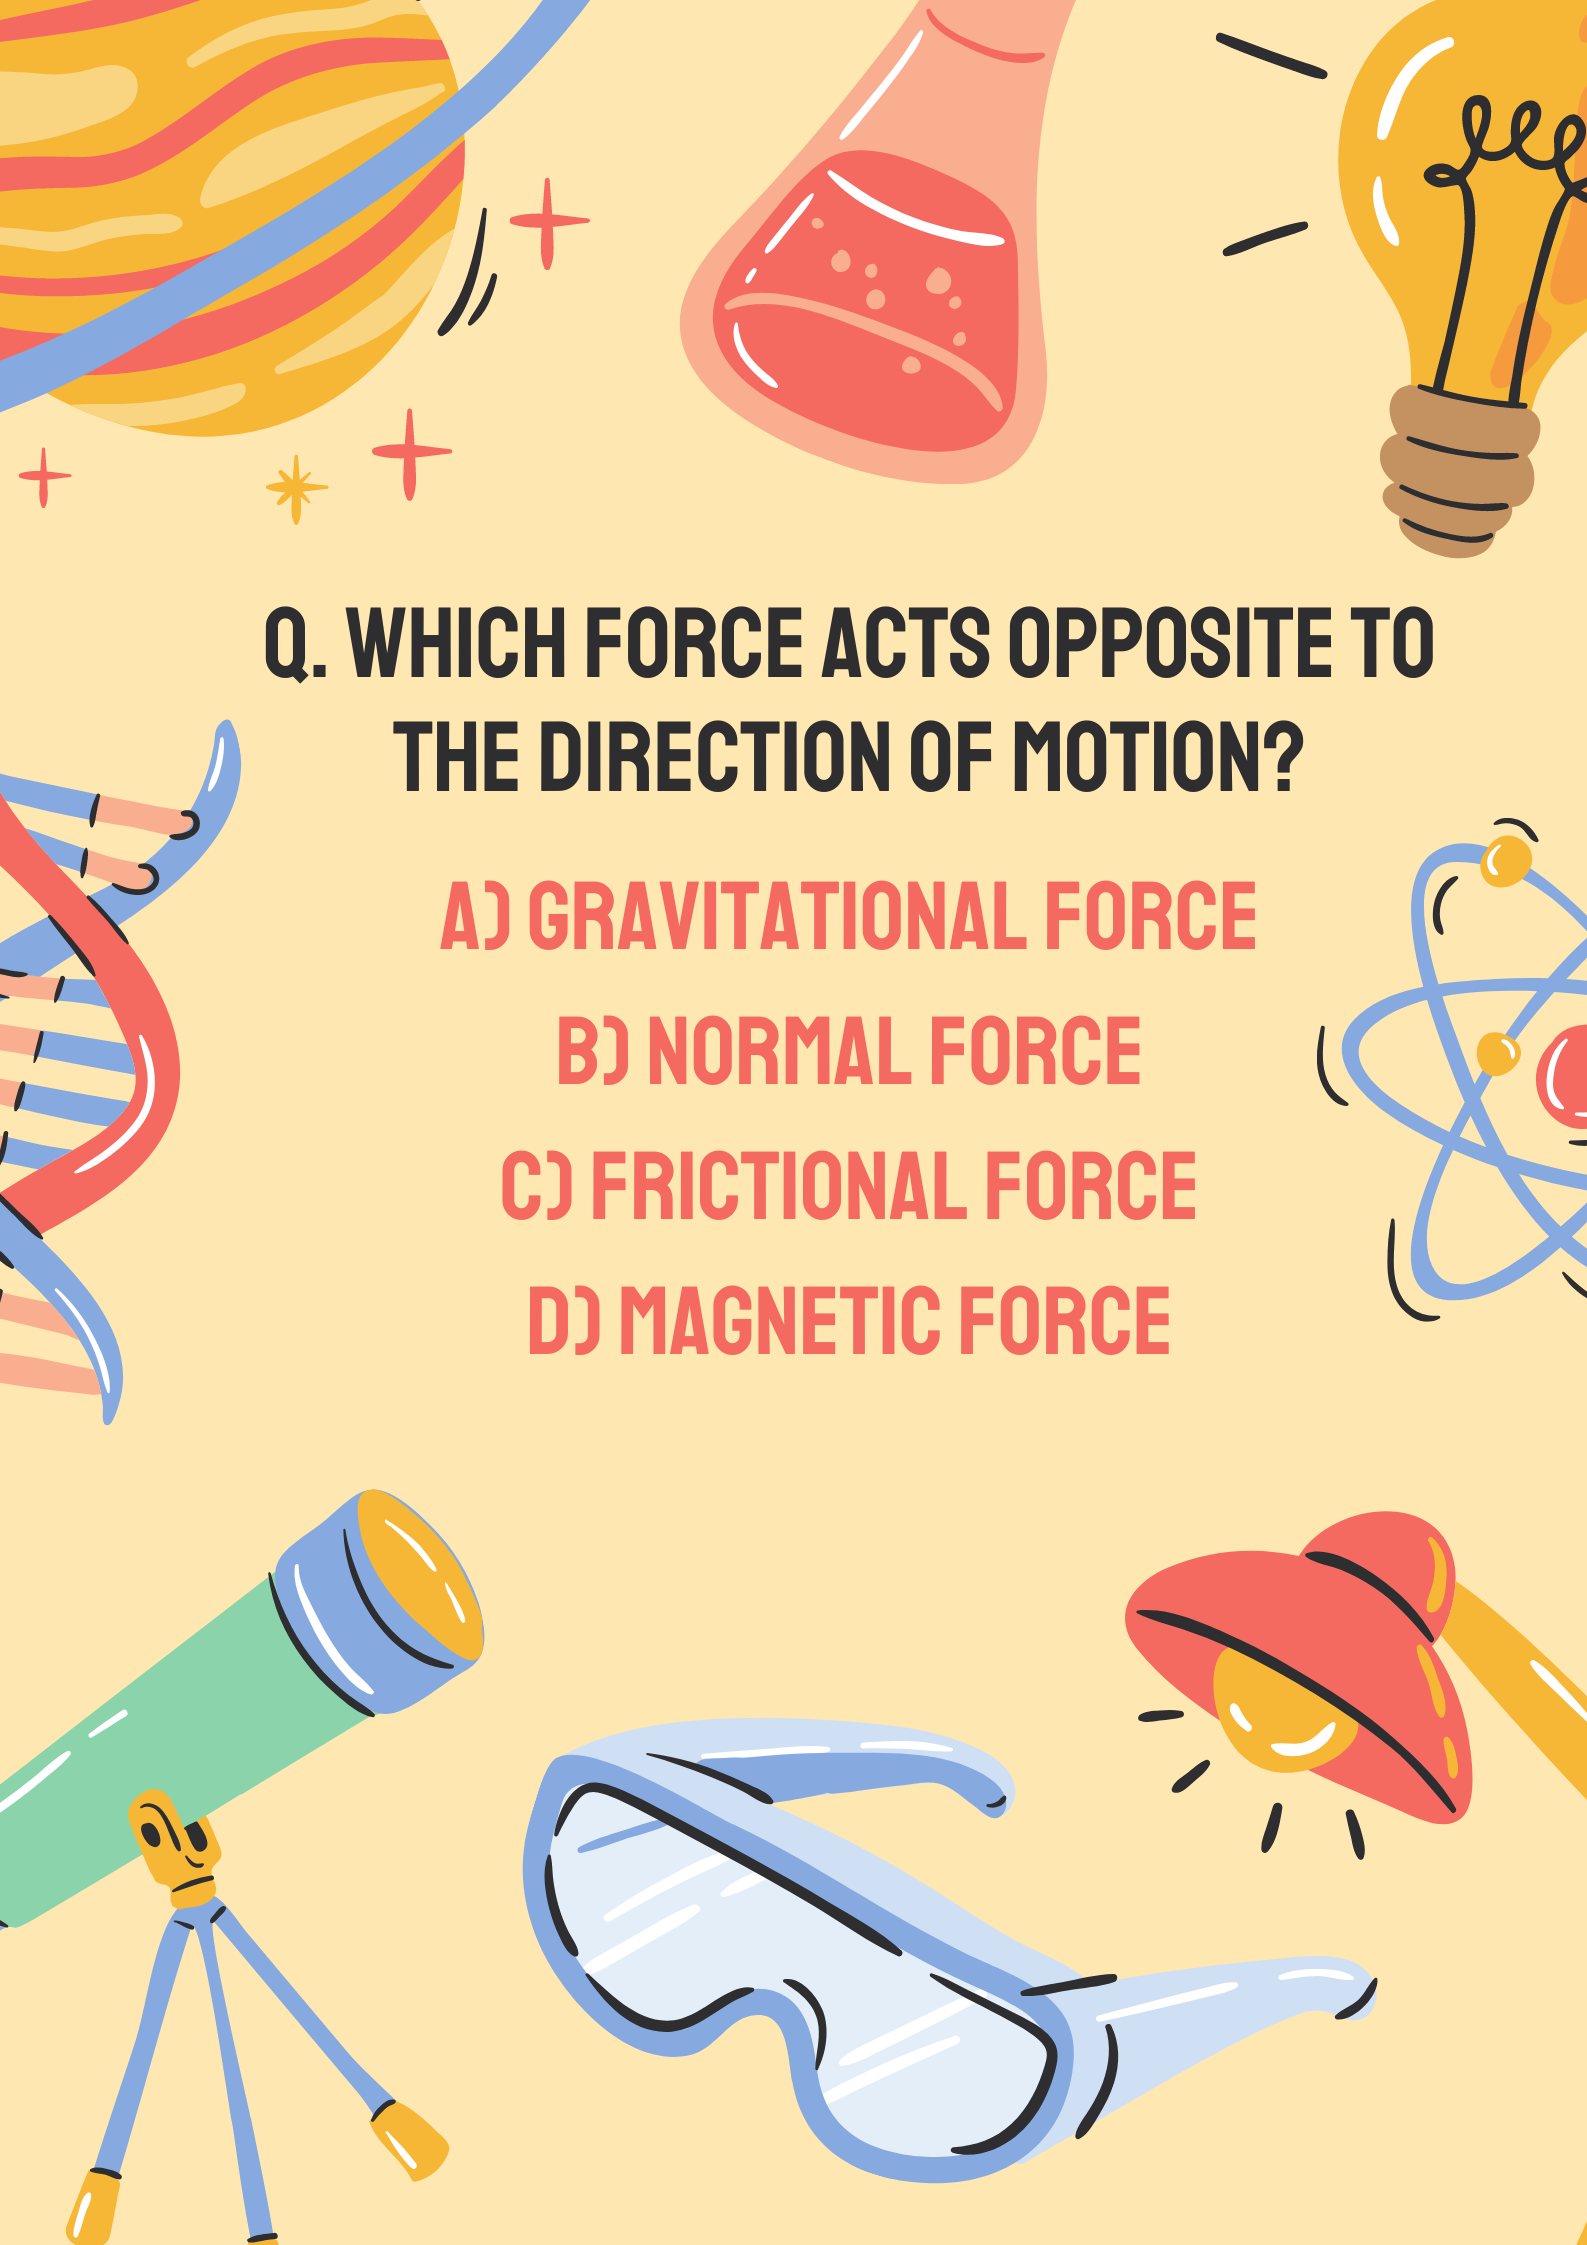 Q. WHICH FORCE ACTS OPPOSITE TO
THE DIRECTION OF MOTION?
A) GRAVITATIONAL FORCE
B) NORMAL FORCE
C) FRICTIONAL FORCE
D) MAGNETIC FORCE